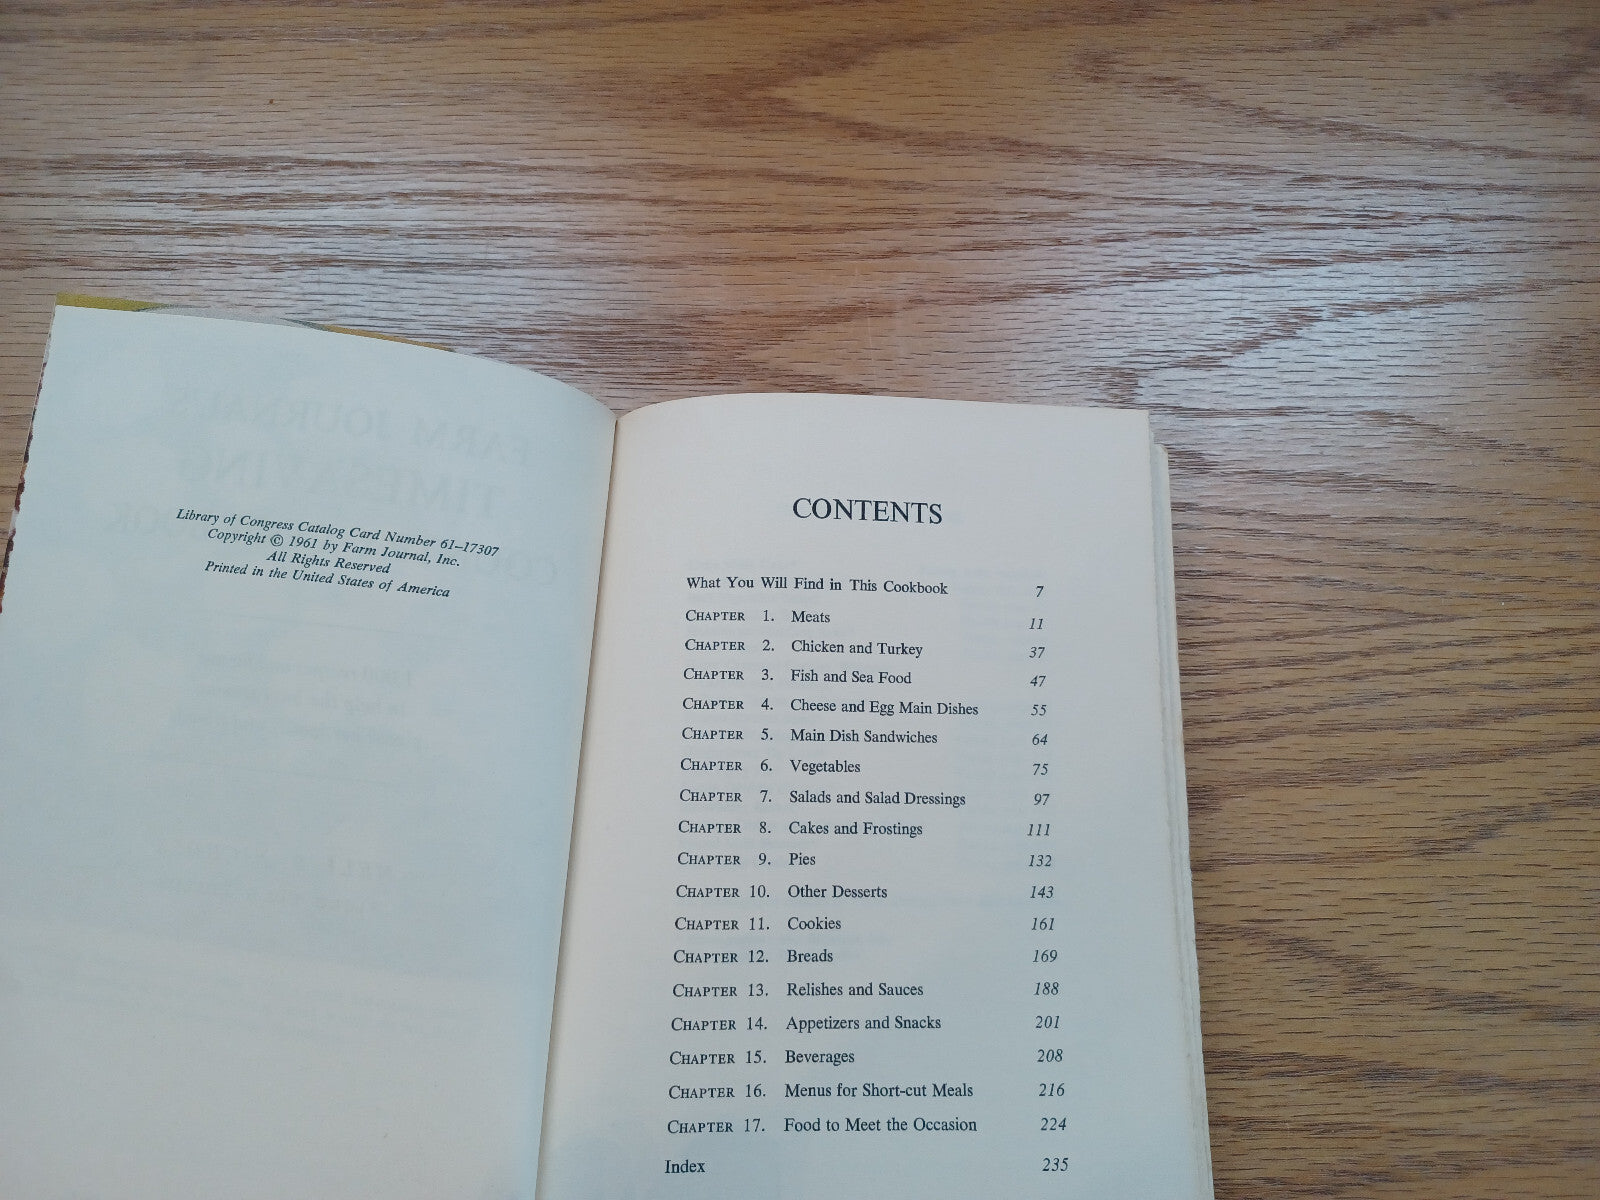 Library of Congress Catalog Card Number 61–17307
Copyright © 1961 by Farm Journal, Inc.
All Rights Reserved
Printed in the United States of America
CONTENTS
What You Will Find in This Cookbook 7
CHAPTER 1. Meats 11
CHAPTER 2. Chicken and Turkey 37
CHAPTER 3. Fish and Sea Food 47
CHAPTER 4. Cheese and Egg Main Dishes 55
CHAPTER 5. Main Dish Sandwiches 64
CHAPTER 6. Vegetables 75
CHAPTER 7. Salads and Salad Dressings 97
CHAPTER 8. Cakes and Frostings 111
CHAPTER 9. Pies 132
CHAPTER 10. Other Desserts 143
CHAPTER 11. Cookies 161
CHAPTER 12. Breads 169
CHAPTER 13. Relishes and Sauces 188
CHAPTER 14. Appetizers and Snacks 201
CHAPTER 15. Beverages 208
CHAPTER 16. Menus for Short-cut Meals 216
CHAPTER 17. Food to Meet the Occasion 224
Index 235